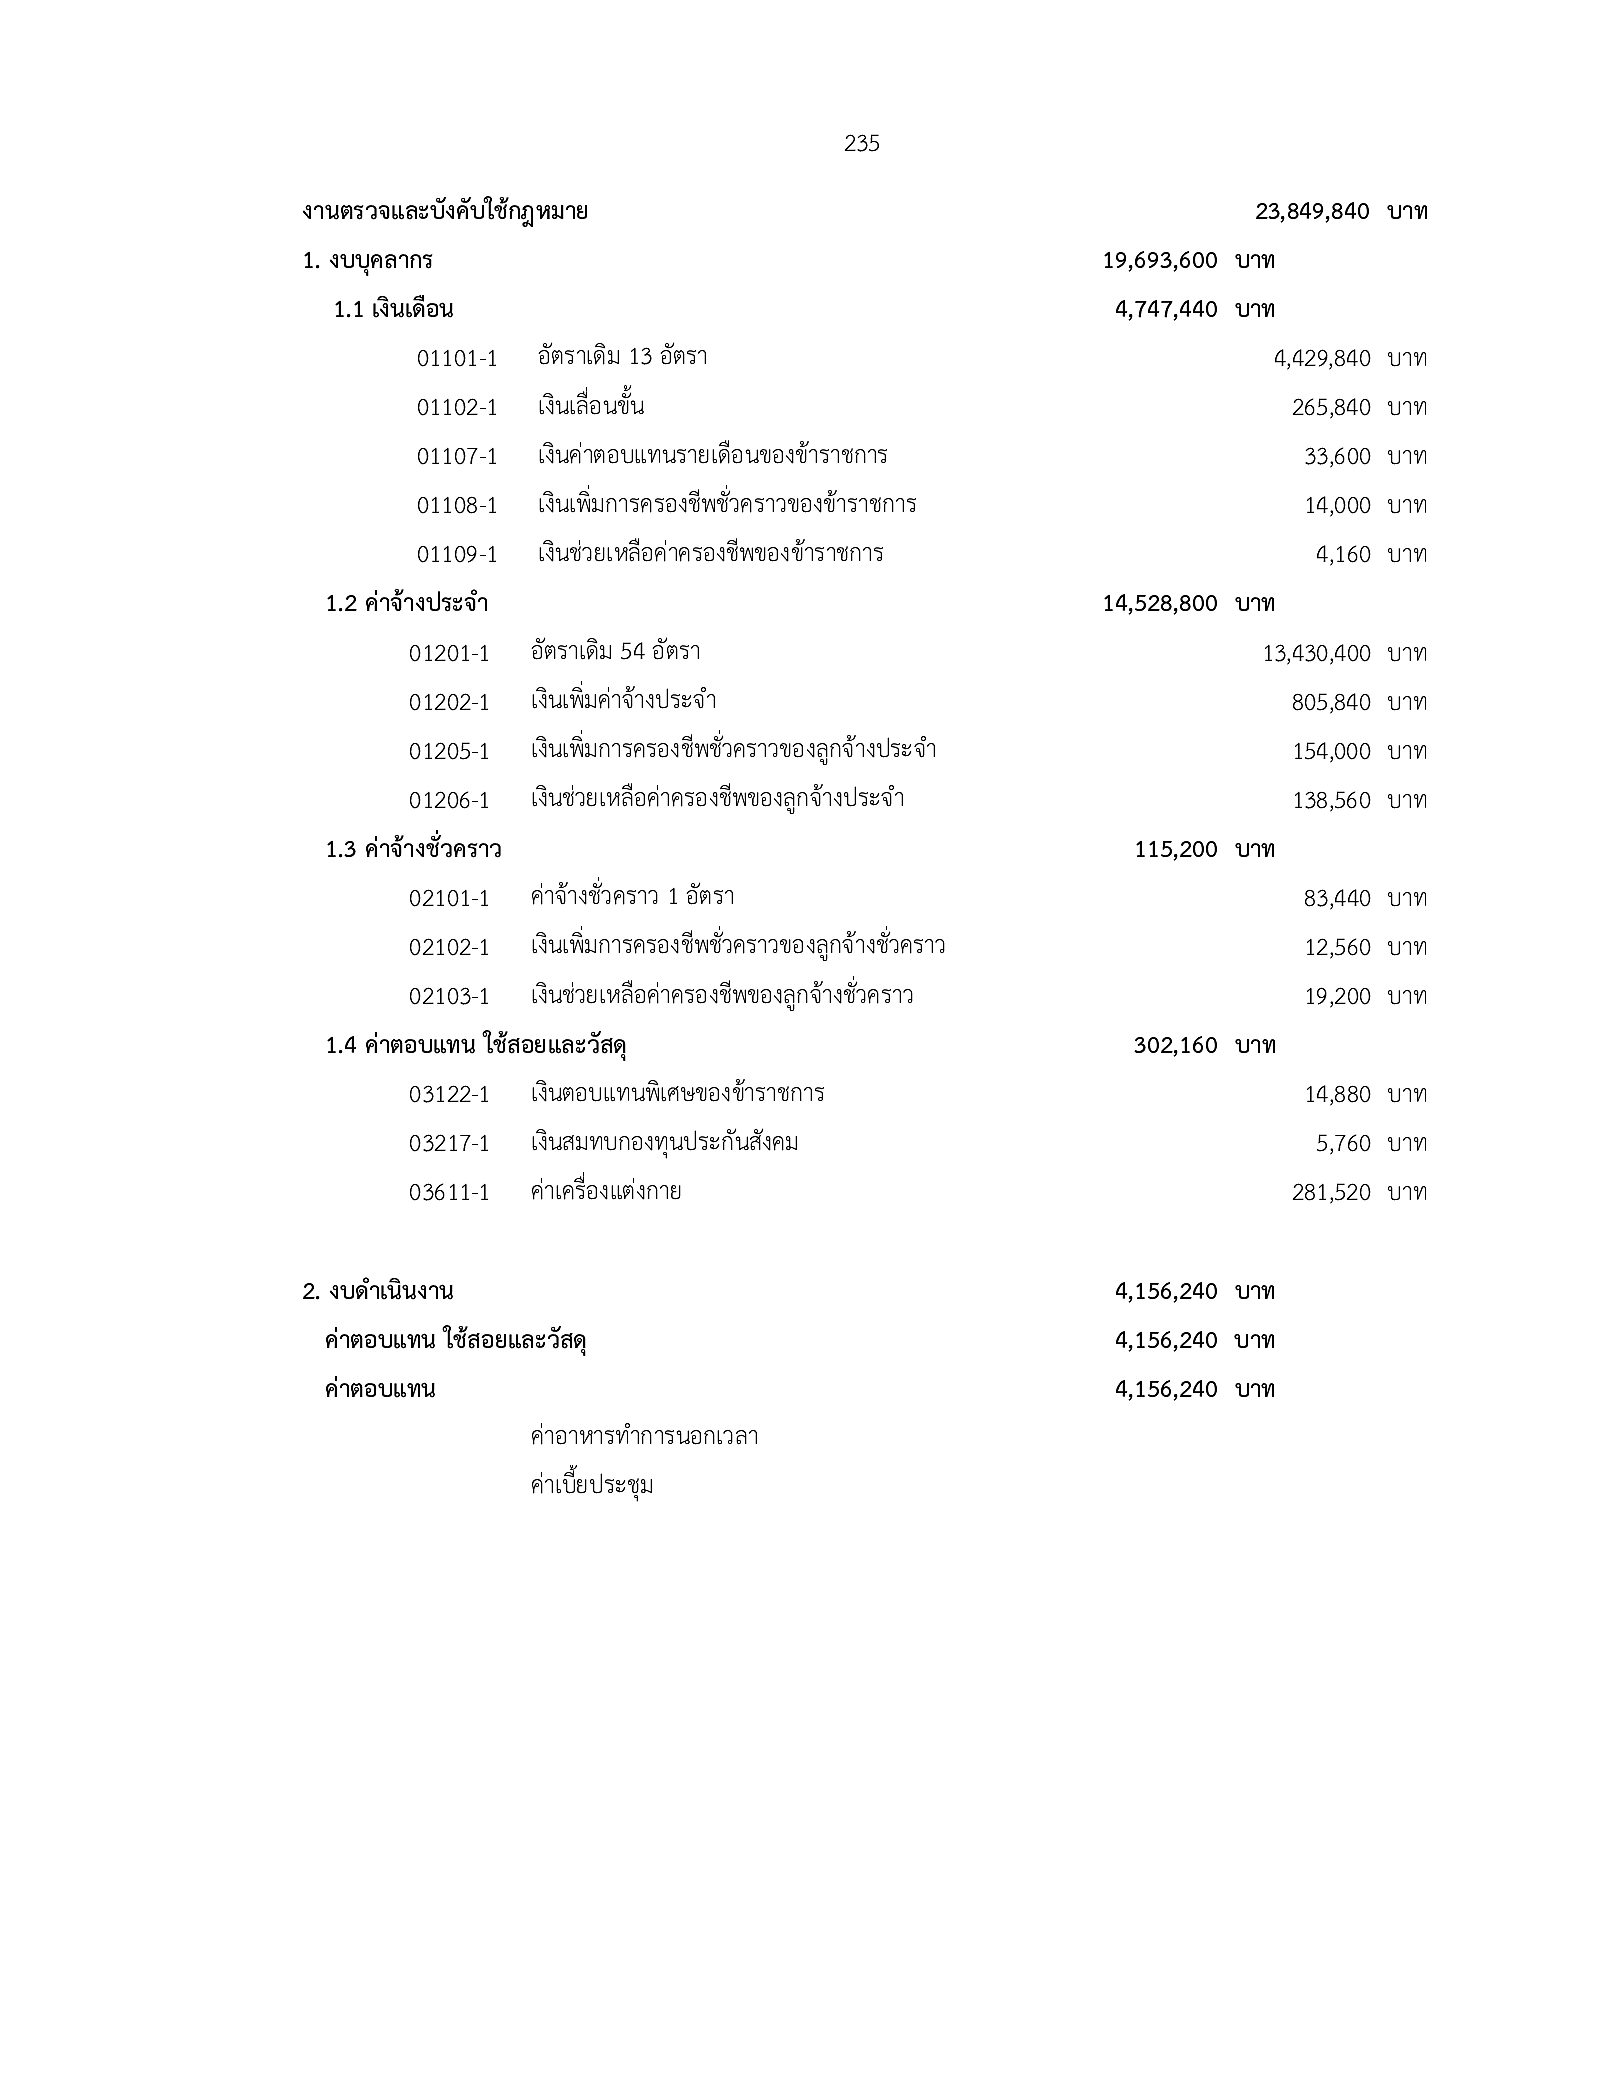 235
งานตรวจและบังคับใช้กฎหมาย 23,849,840 บาท
1. งบบุคลากร 19,693,600 บาท
1.1 เงินเดือน 4,747,440 บาท
01101-1 อัตราเดิม 13 อัตรา 4,429,840 บาท
01102-1 เงินเลื่อนขั้น 265,840 บาท
01107-1 เงินค่าตอบแทนรายเดือนของข้าราชการ 33,600 บาท
01108-1 เงินเพิ่มการครองชีพชั่วคราวของข้าราชการ 14,000 บาท
01109-1 เงินช่วยเหลือค่าครองชีพของข้าราชการ 4,160 บาท
1.2 ค่าจ้างประจำ 14,528,800 บาท
01201-1 อัตราเดิม 54 อัตรา 13,430,400 บาท
01202-1 เงินเพิ่มค่าจ้างประจำ 805,840 บาท
01205-1 เงินเพิ่มการครองชีพชั่วคราวของลูกจ้างประจำ 154,000 บาท
01206-1 เงินช่วยเหลือค่าครองชีพของลูกจ้างประจำ 138,560 บาท
1.3 ค่าจ้างชั่วคราว 115,200 บาท
02101-1 ค่าจ้างชั่วคราว 1 อัตรา 83,440 บาท
02102-1 เงินเพิ่มการครองชีพชั่วคราวของลูกจ้างชั่วคราว 12,560 บาท
02103-1 เงินช่วยเหลือค่าครองชีพของลูกจ้างชั่วคราว 19,200 บาท
1.4 ค่าตอบแทน ใช้สอยและวัสดุ 302,160 บาท
03122-1 เงินตอบแทนพิเศษของข้าราชการ 14,880 บาท
03217-1 เงินสมทบกองทุนประกันสังคม 5,760 บาท
03611-1 ค่าเครื่องแต่งกาย 281,520 บาท
2. งบดำเนินงาน 4,156,240 บาท
ค่าตอบแทน ใช้สอยและวัสดุ 4,156,240 บาท
ค่าตอบแทน 4,156,240 บาท
ค่าอาหารทำการนอกเวลา
ค่าเบี้ยประชุม